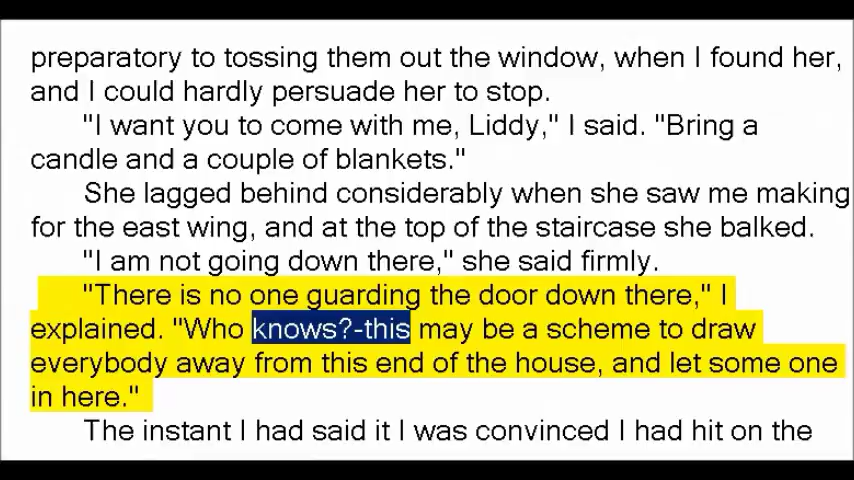 preparatory to tossing them out the window, when I found her,
and I could hardly persuade her to stop.
"I want you to come with me, Liddy," I said. "Bring a
candle and a couple of blankets."
She lagged behind considerably when she saw me making
for the east wing, and at the top of the staircase she balked.
"I am not going down there," she said firmly.
"There is no one guarding the door down there," I
explained. "Who knows?-this may be a scheme to draw
everybody away from this end of the house, and let some one
in here."
The instant I had said it I was convinced I had hit on the